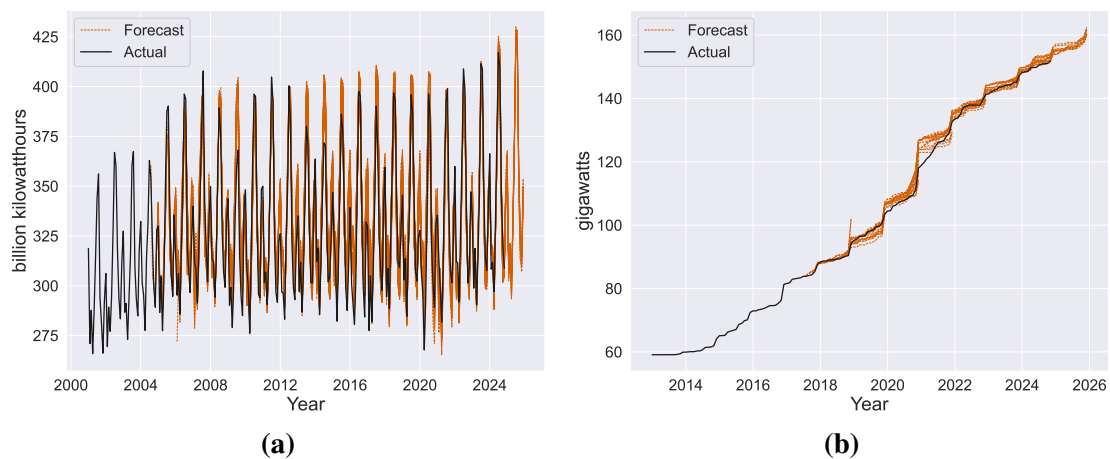 Forecast
Actual
425
400
375
350
325
300
275
billion kilowatthours
2000 2004 2008 2012 2016 2020 2024
Year
(a)
Forecast
Actual
160
140
120
100
80
60
gigawatts
2014 2016 2018 2020 2022 2024 2026
Year
(b)